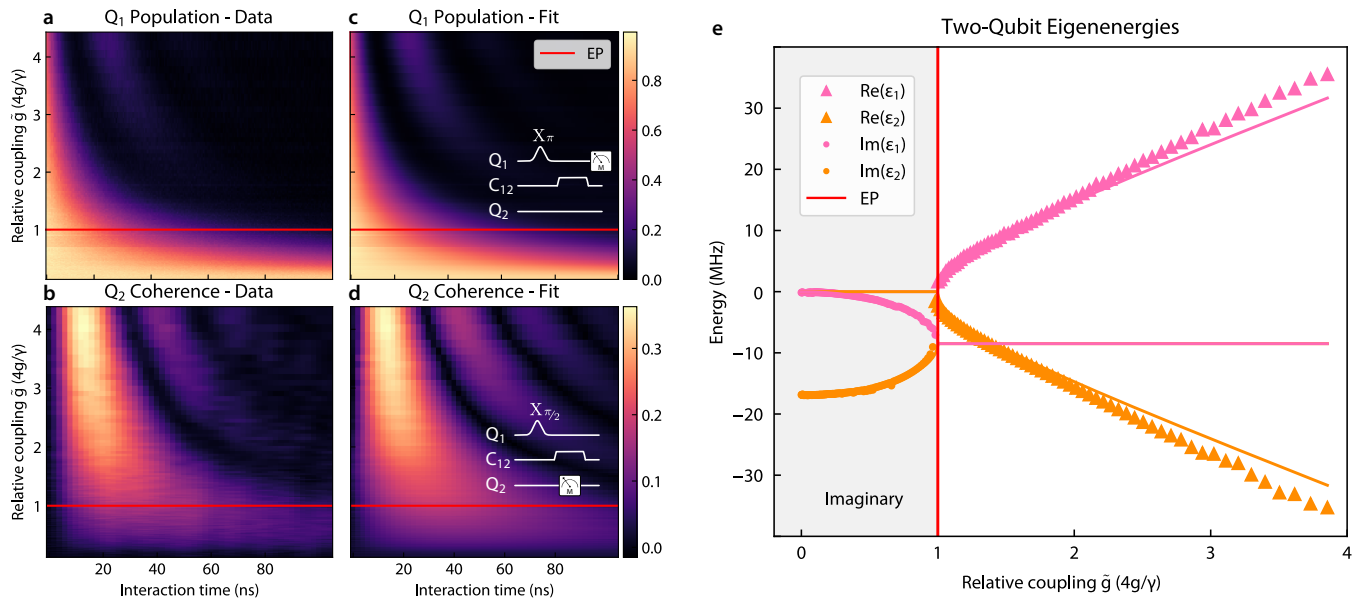 a Q₁ Population - Data
Relative coupling g̃ (4g/γ)
4
3
2
1
c Q₁ Population - Fit
EP
Xπ
Q₁
M
C₁₂
Q₂
0.8
0.6
0.4
0.2
0.0
b Q₂ Coherence - Data
Relative coupling g̃ (4g/γ)
4
3
2
1
20 40 60 80
Interaction time (ns)
d Q₂ Coherence - Fit
Xπ/2
Q₁
C₁₂
Q₂
M
20 40 60 80
Interaction time (ns)
0.3
0.2
0.1
0.0
e Two-Qubit Eigenenergies
Energy (MHz)
30
20
10
0
−10
−20
−30
Re(ε₁)
Re(ε₂)
Im(ε₁)
Im(ε₂)
EP
Imaginary
0 1 2 3 4
Relative coupling g̃ (4g/γ)